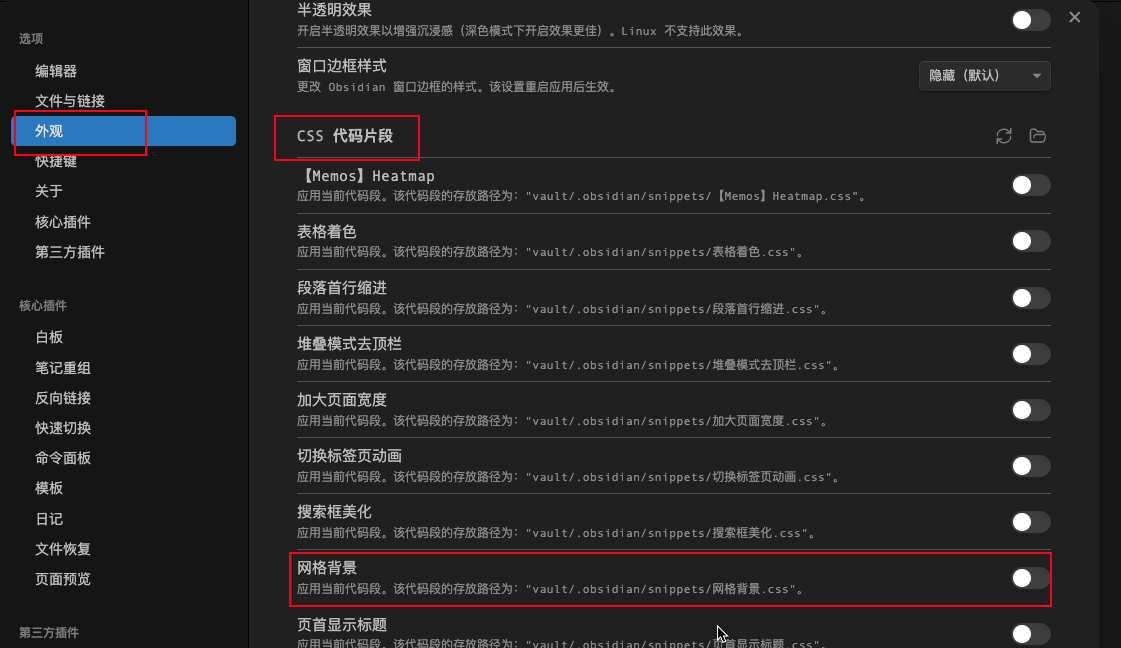 选项
编辑器
文件与链接
外观
快捷键
关于
核心插件
第三方插件
核心插件
白板
笔记重组
反向链接
快速切换
命令面板
模板
日记
文件恢复
页面预览
第三方插件
半透明效果
开启半透明效果以增强沉浸感（深色模式下开启效果更佳）。Linux 不支持此效果。
窗口边框样式
更改 Obsidian 窗口边框的样式。该设置重启应用后生效。
隐藏（默认）
CSS 代码片段
【Memos】Heatmap
应用当前代码段。该代码段的存放路径为："vault/.obsidian/snippets/【Memos】Heatmap.css"。
表格着色
应用当前代码段。该代码段的存放路径为："vault/.obsidian/snippets/表格着色.css"。
段落首行缩进
应用当前代码段。该代码段的存放路径为："vault/.obsidian/snippets/段落首行缩进.css"。
堆叠模式去顶栏
应用当前代码段。该代码段的存放路径为："vault/.obsidian/snippets/堆叠模式去顶栏.css"。
加大页面宽度
应用当前代码段。该代码段的存放路径为："vault/.obsidian/snippets/加大页面宽度.css"。
切换标签页动画
应用当前代码段。该代码段的存放路径为："vault/.obsidian/snippets/切换标签页动画.css"。
搜索框美化
应用当前代码段。该代码段的存放路径为："vault/.obsidian/snippets/搜索框美化.css"。
网格背景
应用当前代码段。该代码段的存放路径为："vault/.obsidian/snippets/网格背景.css"。
页首显示标题
应用当前代码段。该代码段的存放路径为："vault/.obsidian/snippets/页首显示标题.css"。